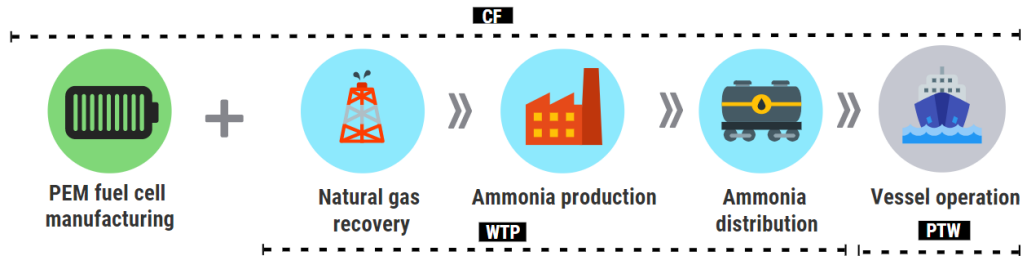 CF
PEM fuel cell
manufacturing
Natural gas
recovery
Ammonia production
Ammonia
distribution
Vessel operation
WTP
PTW